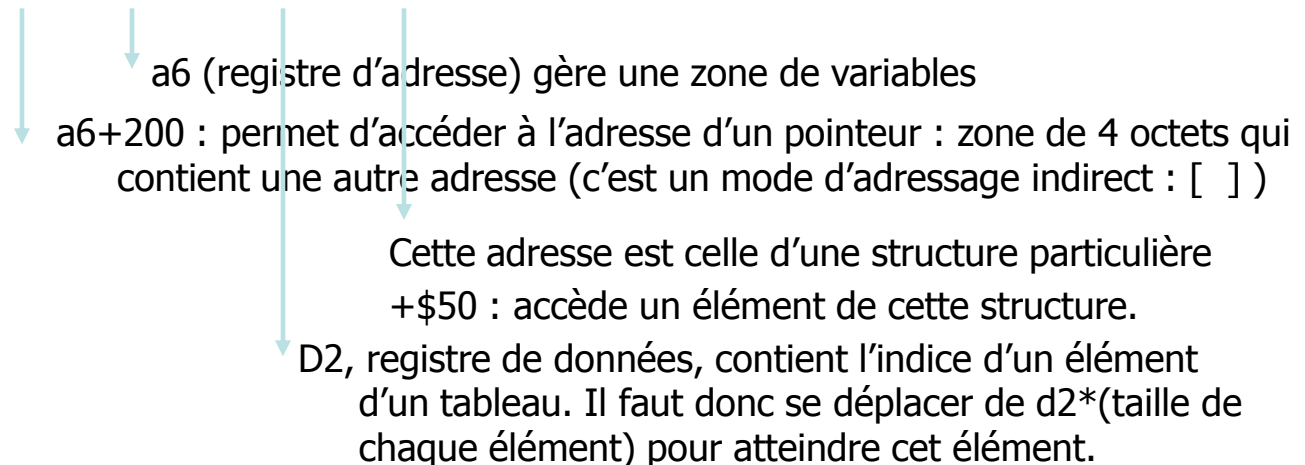 a6 (registre d’adresse) gère une zone de variables
a6+200 : permet d’accéder à l’adresse d’un pointeur : zone de 4 octets qui
contient une autre adresse (c’est un mode d’adressage indirect : [ ] )
Cette adresse est celle d’une structure particulière
+$50 : accède un élément de cette structure.
D2, registre de données, contient l’indice d’un élément
d’un tableau. Il faut donc se déplacer de d2*(taille de
chaque élément) pour atteindre cet élément.